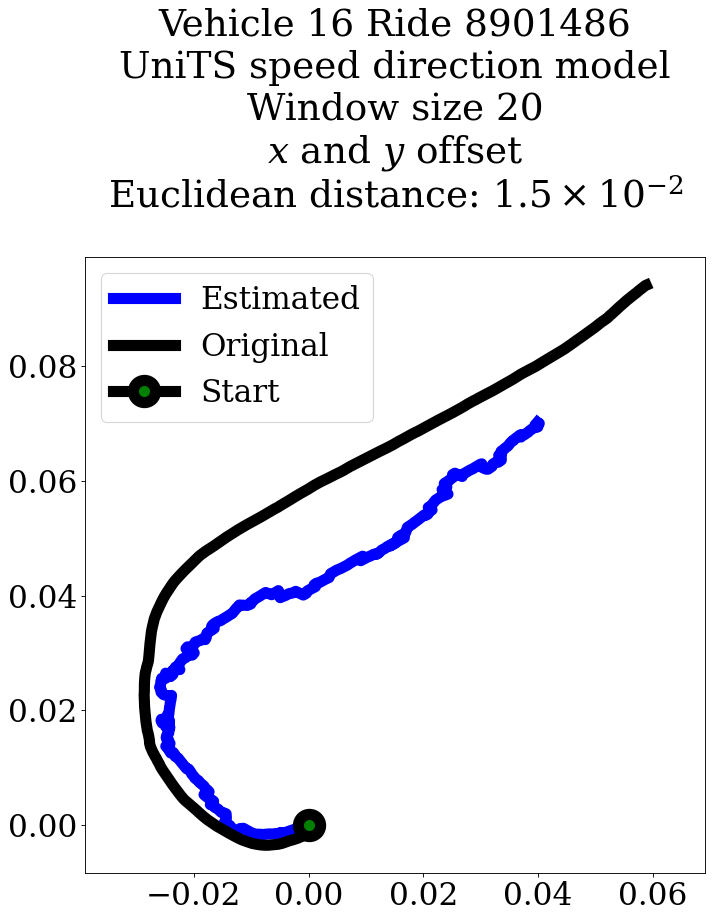 Vehicle 16 Ride 8901486
UniTS speed direction model
Window size 20
x and y offset
Euclidean distance: 1.5 × 10⁻²
Estimated
Original
Start
0.08
0.06
0.04
0.02
0.00
−0.02 0.00 0.02 0.04 0.06